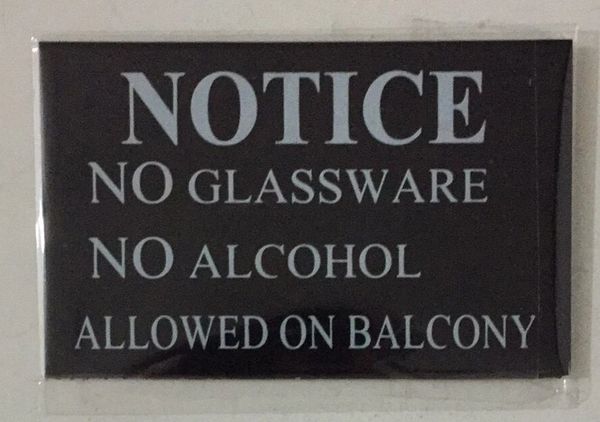 NOTICE
NO GLASSWARE
NO ALCOHOL
ALLOWED ON BALCONY